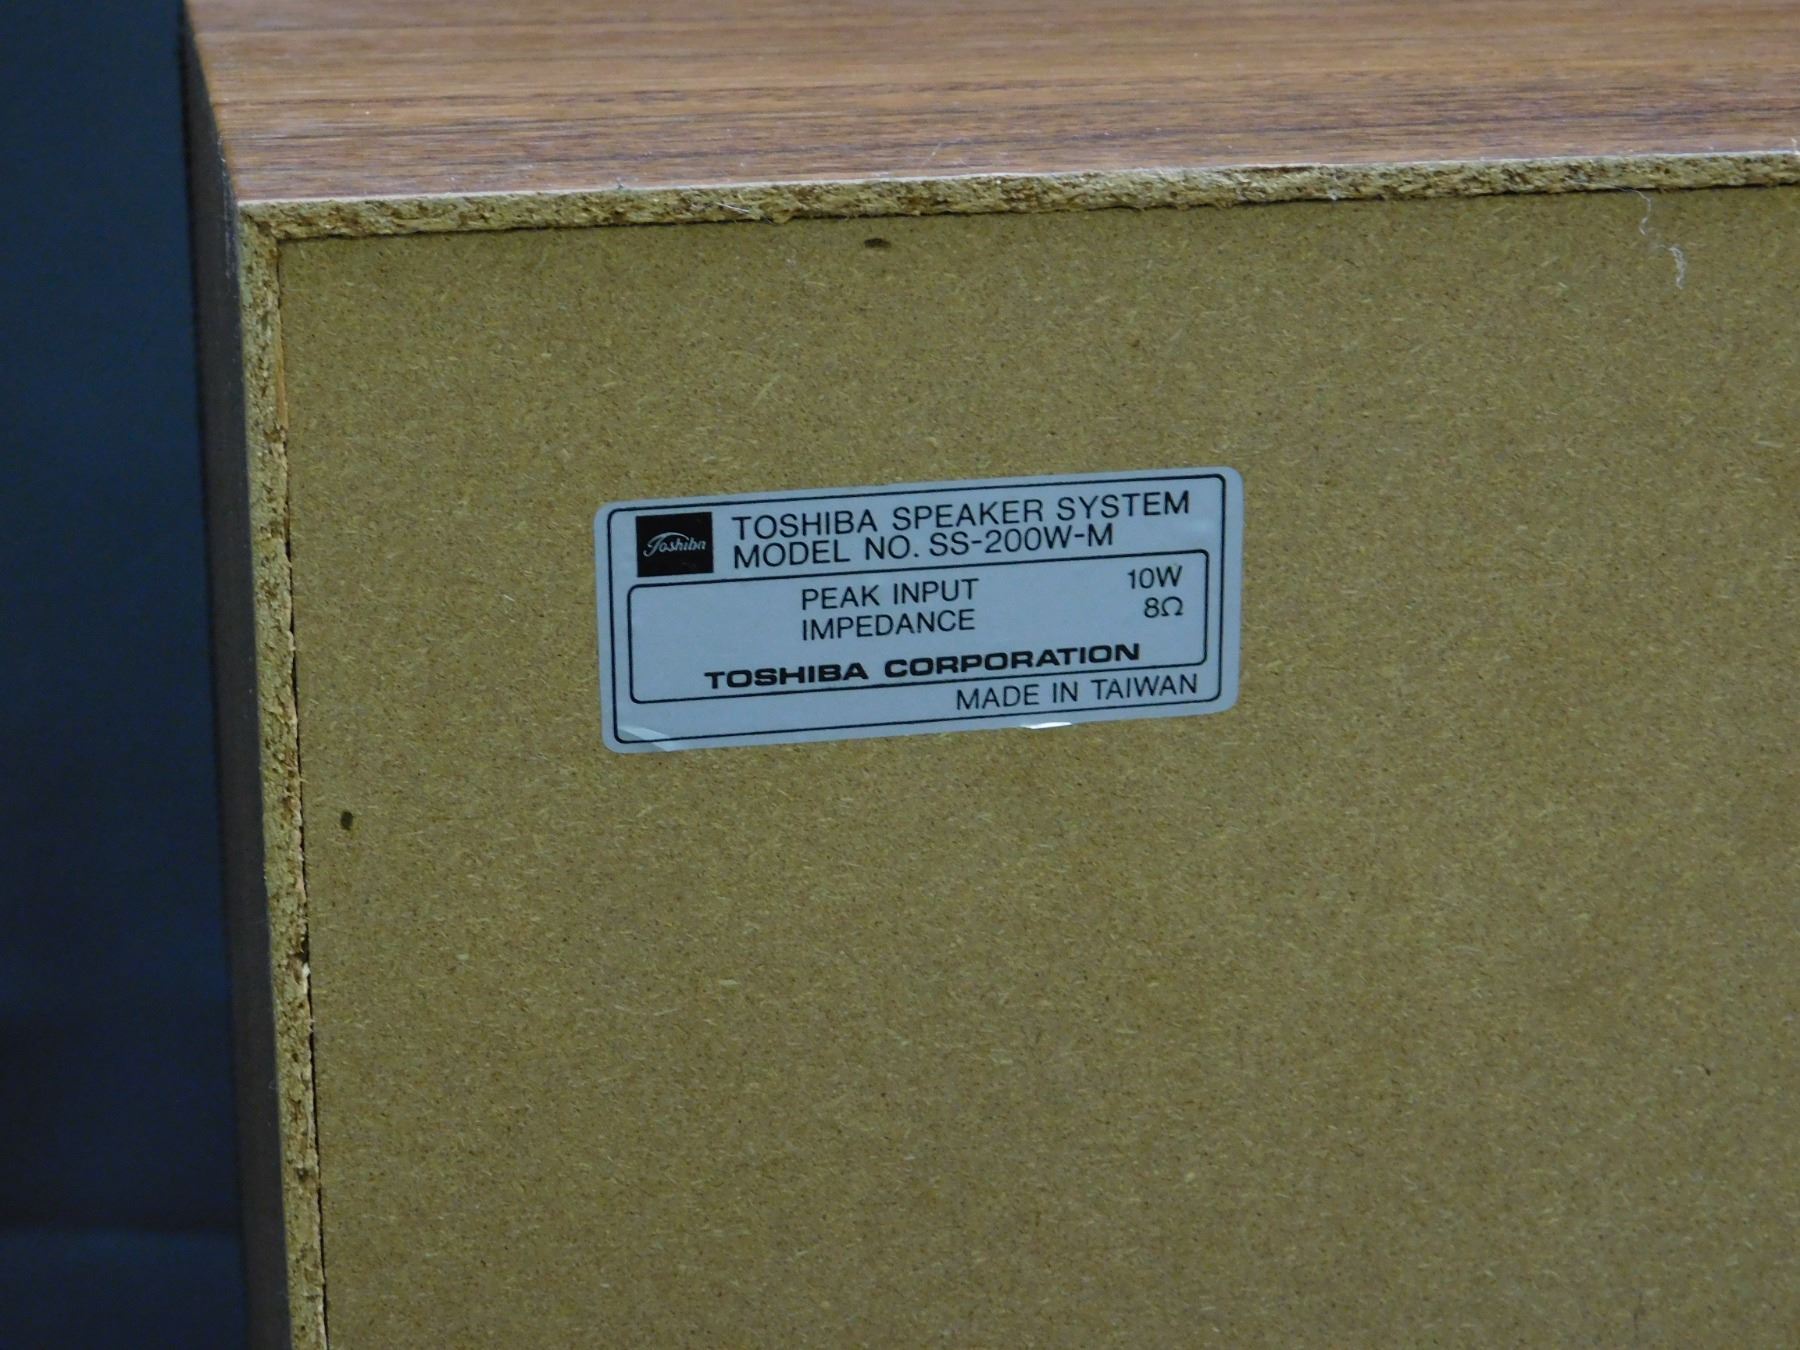 Toshiba
TOSHIBA SPEAKER SYSTEM
MODEL NO. SS-200W-M
PEAK INPUT 10W
IMPEDANCE 8Ω
TOSHIBA CORPORATION
MADE IN TAIWAN